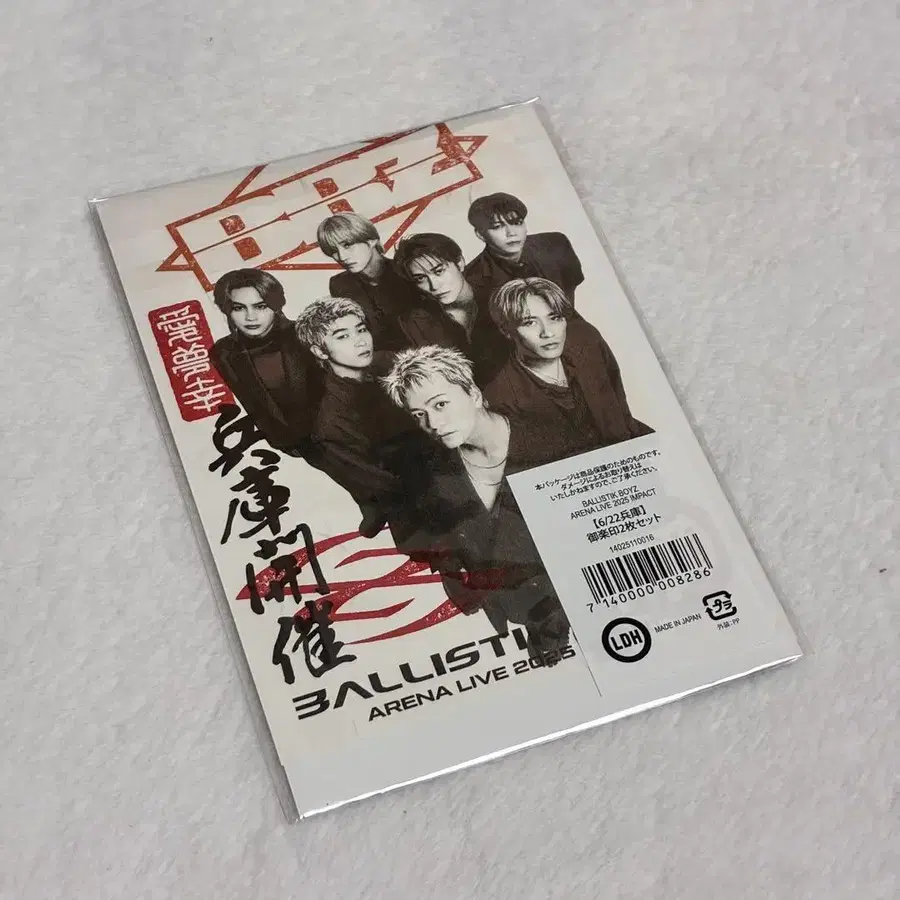 BBZ
兵庫開催
BALLISTIK
ARENA LIVE 2025
本パッケージは商品保護のためのものです。
ダメージによるお取り替えは
いたしかねますので、ご了承ください。
BALLISTIK BOYZ
ARENA LIVE 2025 IMPACT
【6/22兵庫】
御楽印2枚セット
14025110016
7 140000 008286
LDH
MADE IN JAPAN
プラ
外装:PP